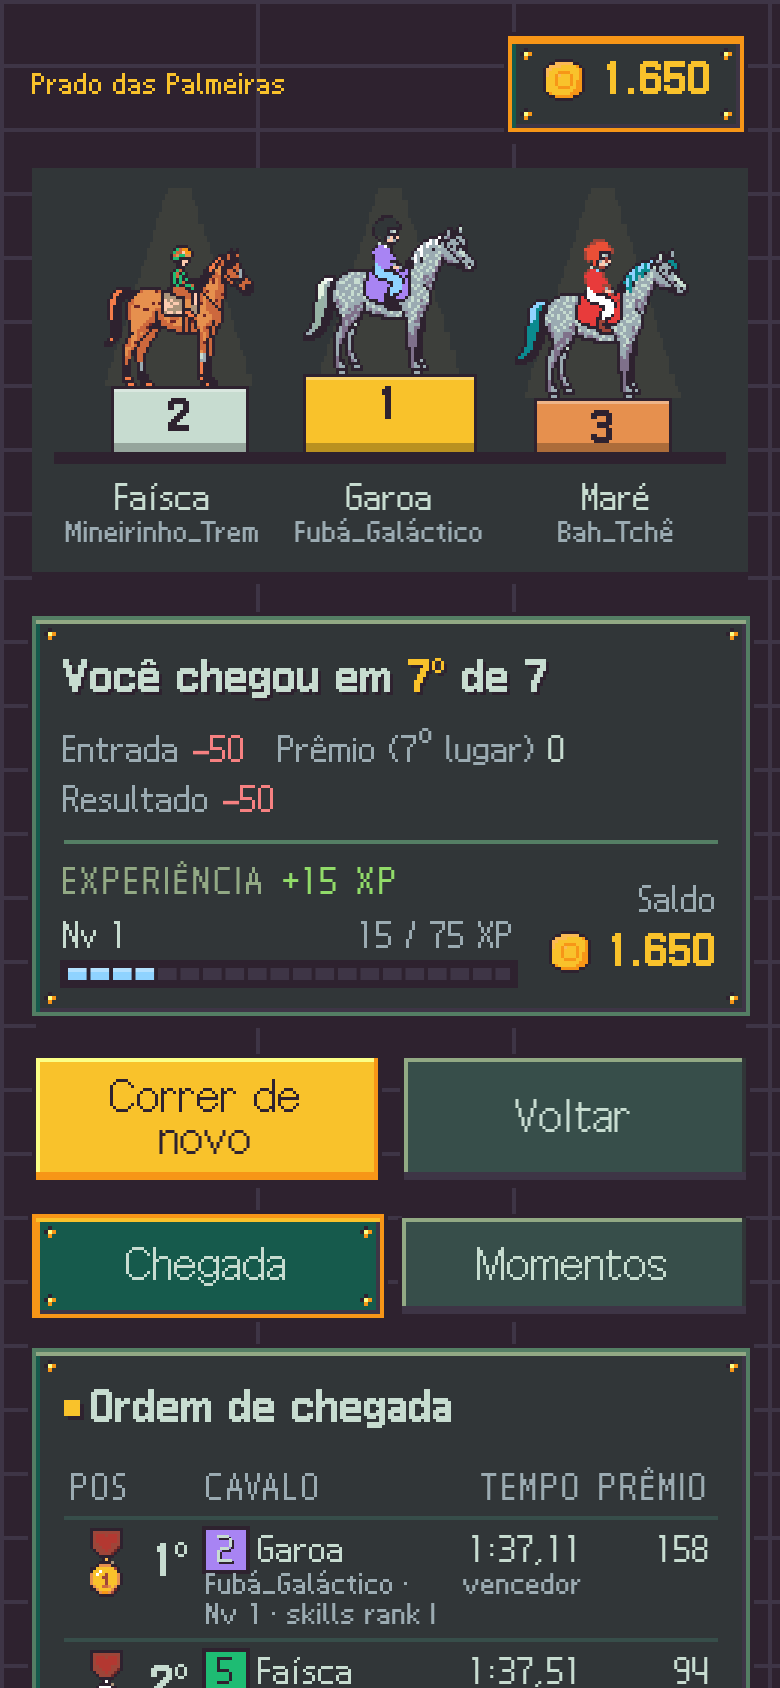 Prado das Palmeiras
1.650
2
1
3
Faísca
Garoa
Maré
Mineirinho_Trem
Fubá_Galáctico
Bah_Tchê
Você chegou em 7º de 7
Entrada −50 Prêmio (7º lugar) 0
Resultado −50
EXPERIÊNCIA +15 XP
Saldo
Nv 1
15 / 75 XP
1.650
Correr de
novo
Voltar
Chegada
Momentos
Ordem de chegada
POS CAVALO TEMPO PRÊMIO
1 1º 2 Garoa 1:37,11 158
Fubá_Galáctico · vencedor
Nv 1 · skills rank I
2º 5 Faísca 1:37,51 94